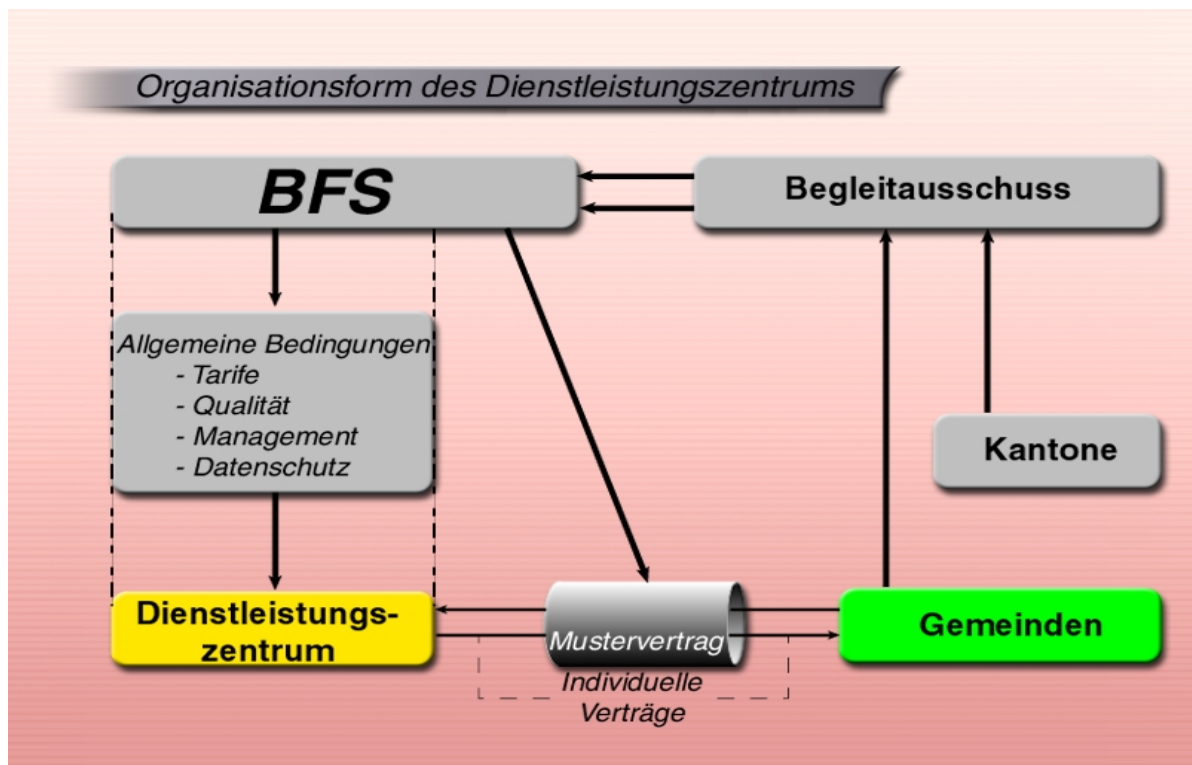 Organisationsform des Dienstleistungszentrums
BFS
Begleitausschuss
Allgemeine Bedingungen
- Tarife
- Qualität
- Management
- Datenschutz
Kantone
Dienstleistungs-
zentrum
Mustervertrag
Gemeinden
Individuelle
Verträge